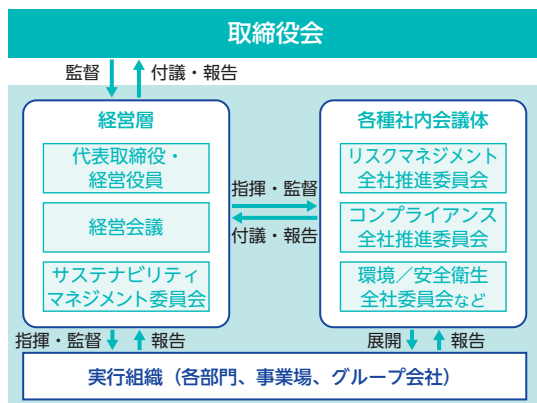 取締役会
監督
付議・報告
経営層
代表取締役・
経営役員
経営会議
サステナビリティ
マネジメント委員会
指揮・監督
付議・報告
各種社内会議体
リスクマネジメント
全社推進委員会
コンプライアンス
全社推進委員会
環境／安全衛生
全社委員会など
指揮・監督
報告
展開
報告
実行組織（各部門、事業場、グループ会社）